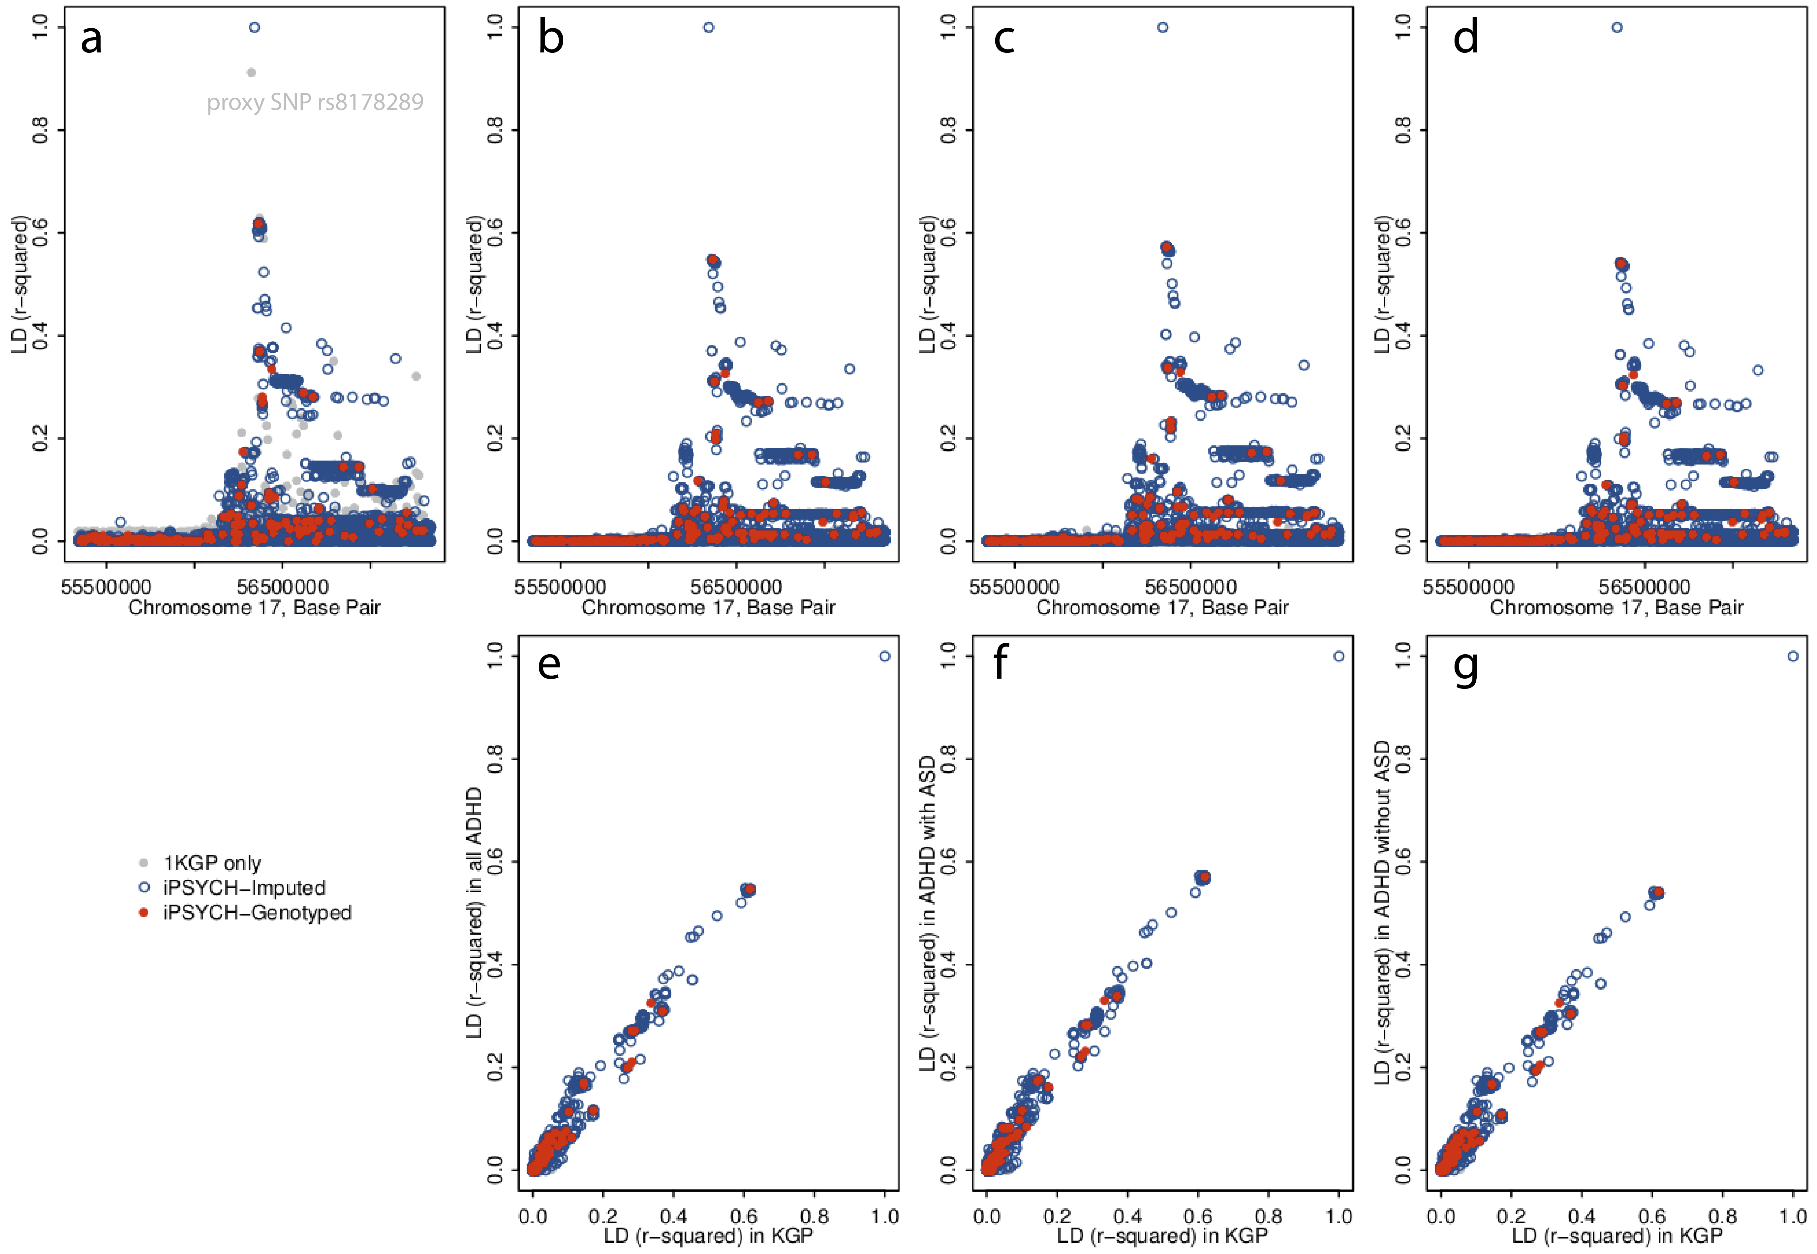 a
proxy SNP rs8178289
LD (r−squared)
0.0 0.2 0.4 0.6 0.8 1.0
55500000 56500000
Chromosome 17, Base Pair
b
LD (r−squared)
0.0 0.2 0.4 0.6 0.8 1.0
55500000 56500000
Chromosome 17, Base Pair
c
LD (r−squared)
0.0 0.2 0.4 0.6 0.8 1.0
55500000 56500000
Chromosome 17, Base Pair
d
LD (r−squared)
0.0 0.2 0.4 0.6 0.8 1.0
55500000 56500000
Chromosome 17, Base Pair
1KGP only
iPSYCH−Imputed
iPSYCH−Genotyped
e
LD (r−squared) in all ADHD
0.0 0.2 0.4 0.6 0.8 1.0
0.0 0.2 0.4 0.6 0.8 1.0
LD (r−squared) in KGP
f
LD (r−squared) in ADHD with ASD
0.0 0.2 0.4 0.6 0.8 1.0
0.0 0.2 0.4 0.6 0.8 1.0
LD (r−squared) in KGP
g
LD (r−squared) in ADHD without ASD
0.0 0.2 0.4 0.6 0.8 1.0
0.0 0.2 0.4 0.6 0.8 1.0
LD (r−squared) in KGP